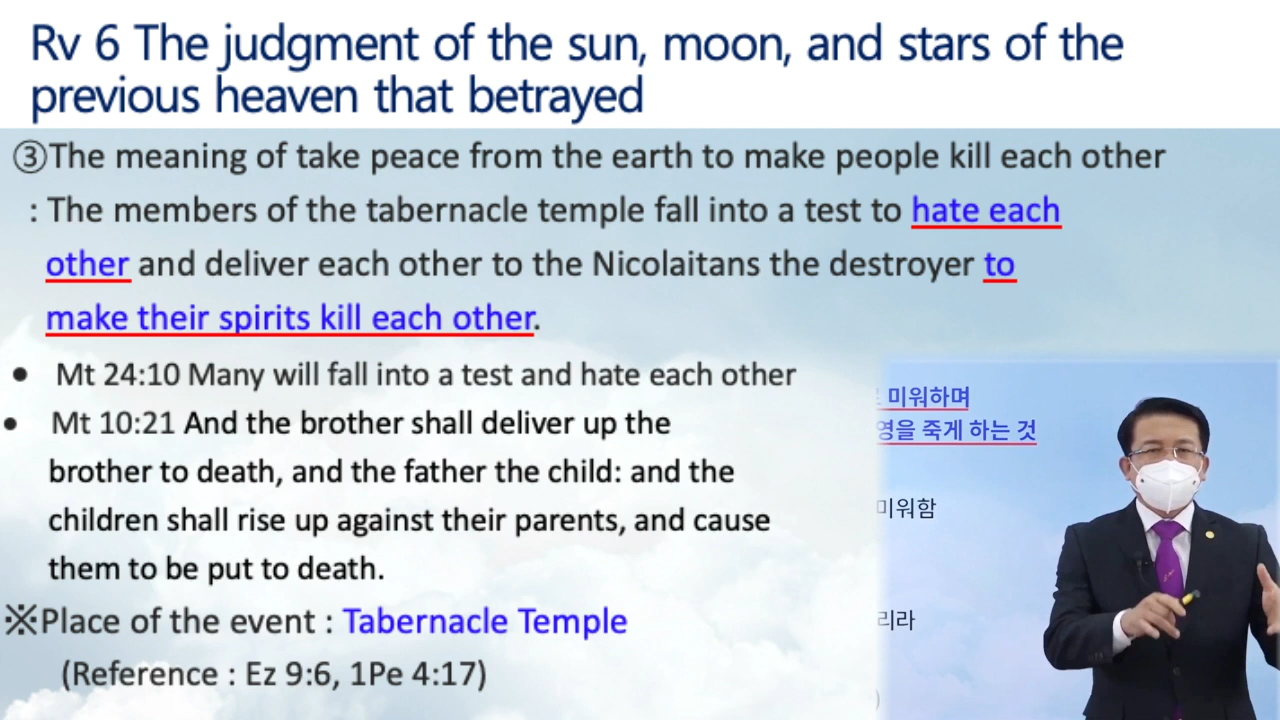 Rv 6 The judgment of the sun, moon, and stars of the
previous heaven that betrayed
③The meaning of take peace from the earth to make people kill each other
: The members of the tabernacle temple fall into a test to hate each
other and deliver each other to the Nicolaitans the destroyer to
make their spirits kill each other.
• Mt 24:10 Many will fall into a test and hate each other
• Mt 10:21 And the brother shall deliver up the
brother to death, and the father the child: and the
children shall rise up against their parents, and cause
them to be put to death.
※Place of the event : Tabernacle Temple
(Reference : Ez 9:6, 1Pe 4:17)
미워하며
영을 죽게 하는 것
미워함
리라